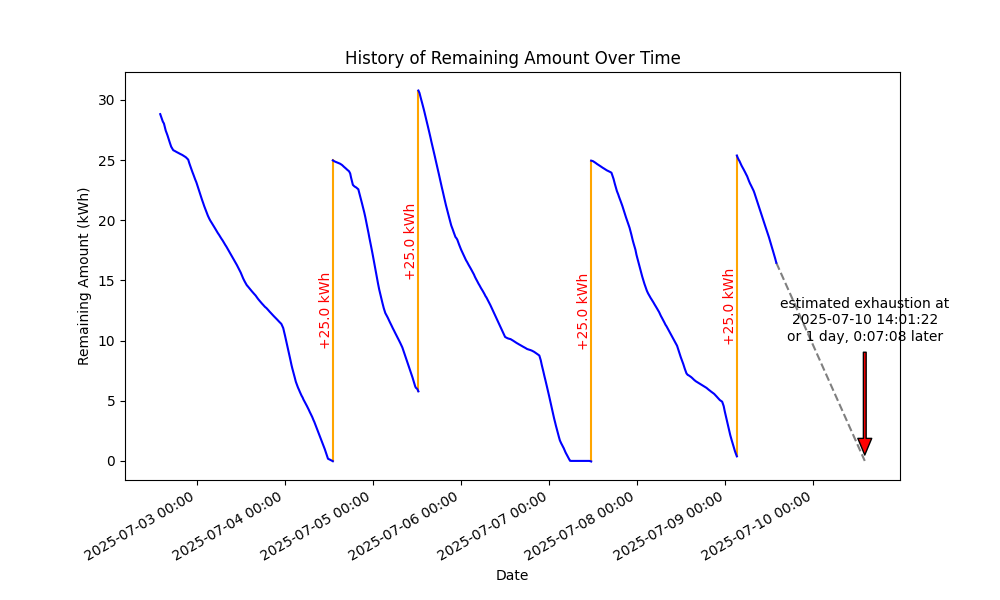 History of Remaining Amount Over Time
Remaining Amount (kWh)
30
25
20
15
10
5
0
+25.0 kWh
+25.0 kWh
+25.0 kWh
+25.0 kWh
estimated exhaustion at
2025-07-10 14:01:22
or 1 day, 0:07:08 later
2025-07-03 00:00
2025-07-04 00:00
2025-07-05 00:00
2025-07-06 00:00
2025-07-07 00:00
2025-07-08 00:00
2025-07-09 00:00
2025-07-10 00:00
Date